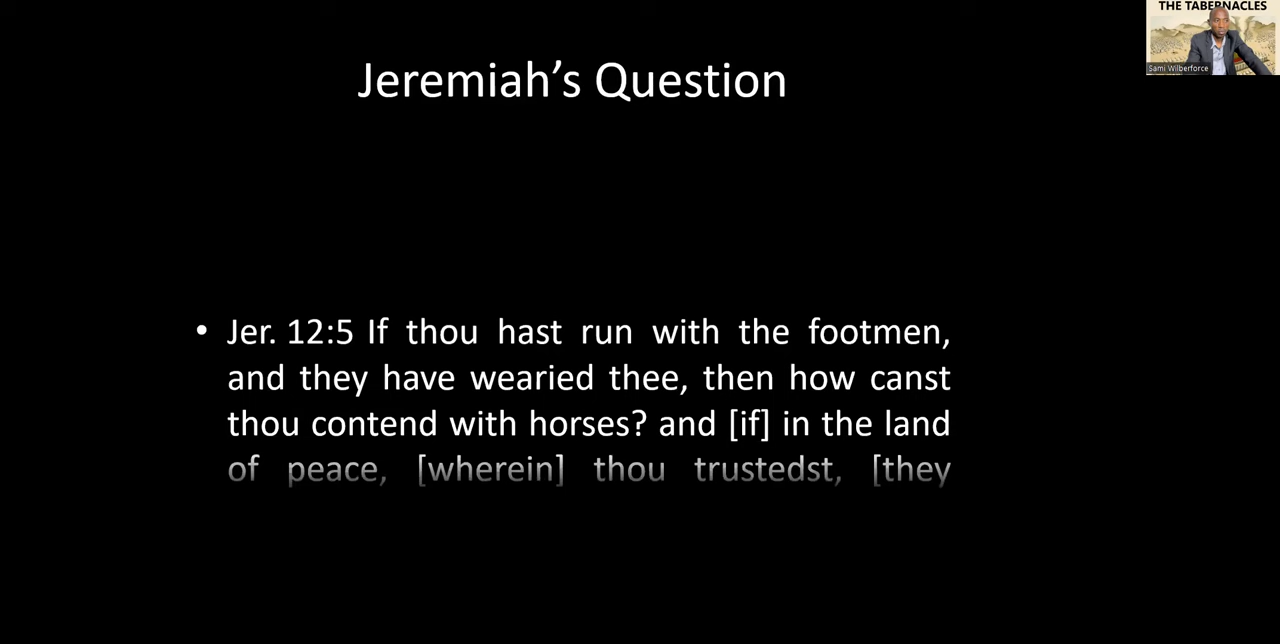 THE TABERNACLES
Sami Wilberforce
Jeremiah’s Question
• Jer. 12:5 If thou hast run with the footmen,
and they have wearied thee, then how canst
thou contend with horses? and [if] in the land
of peace, [wherein] thou trustedst, [they